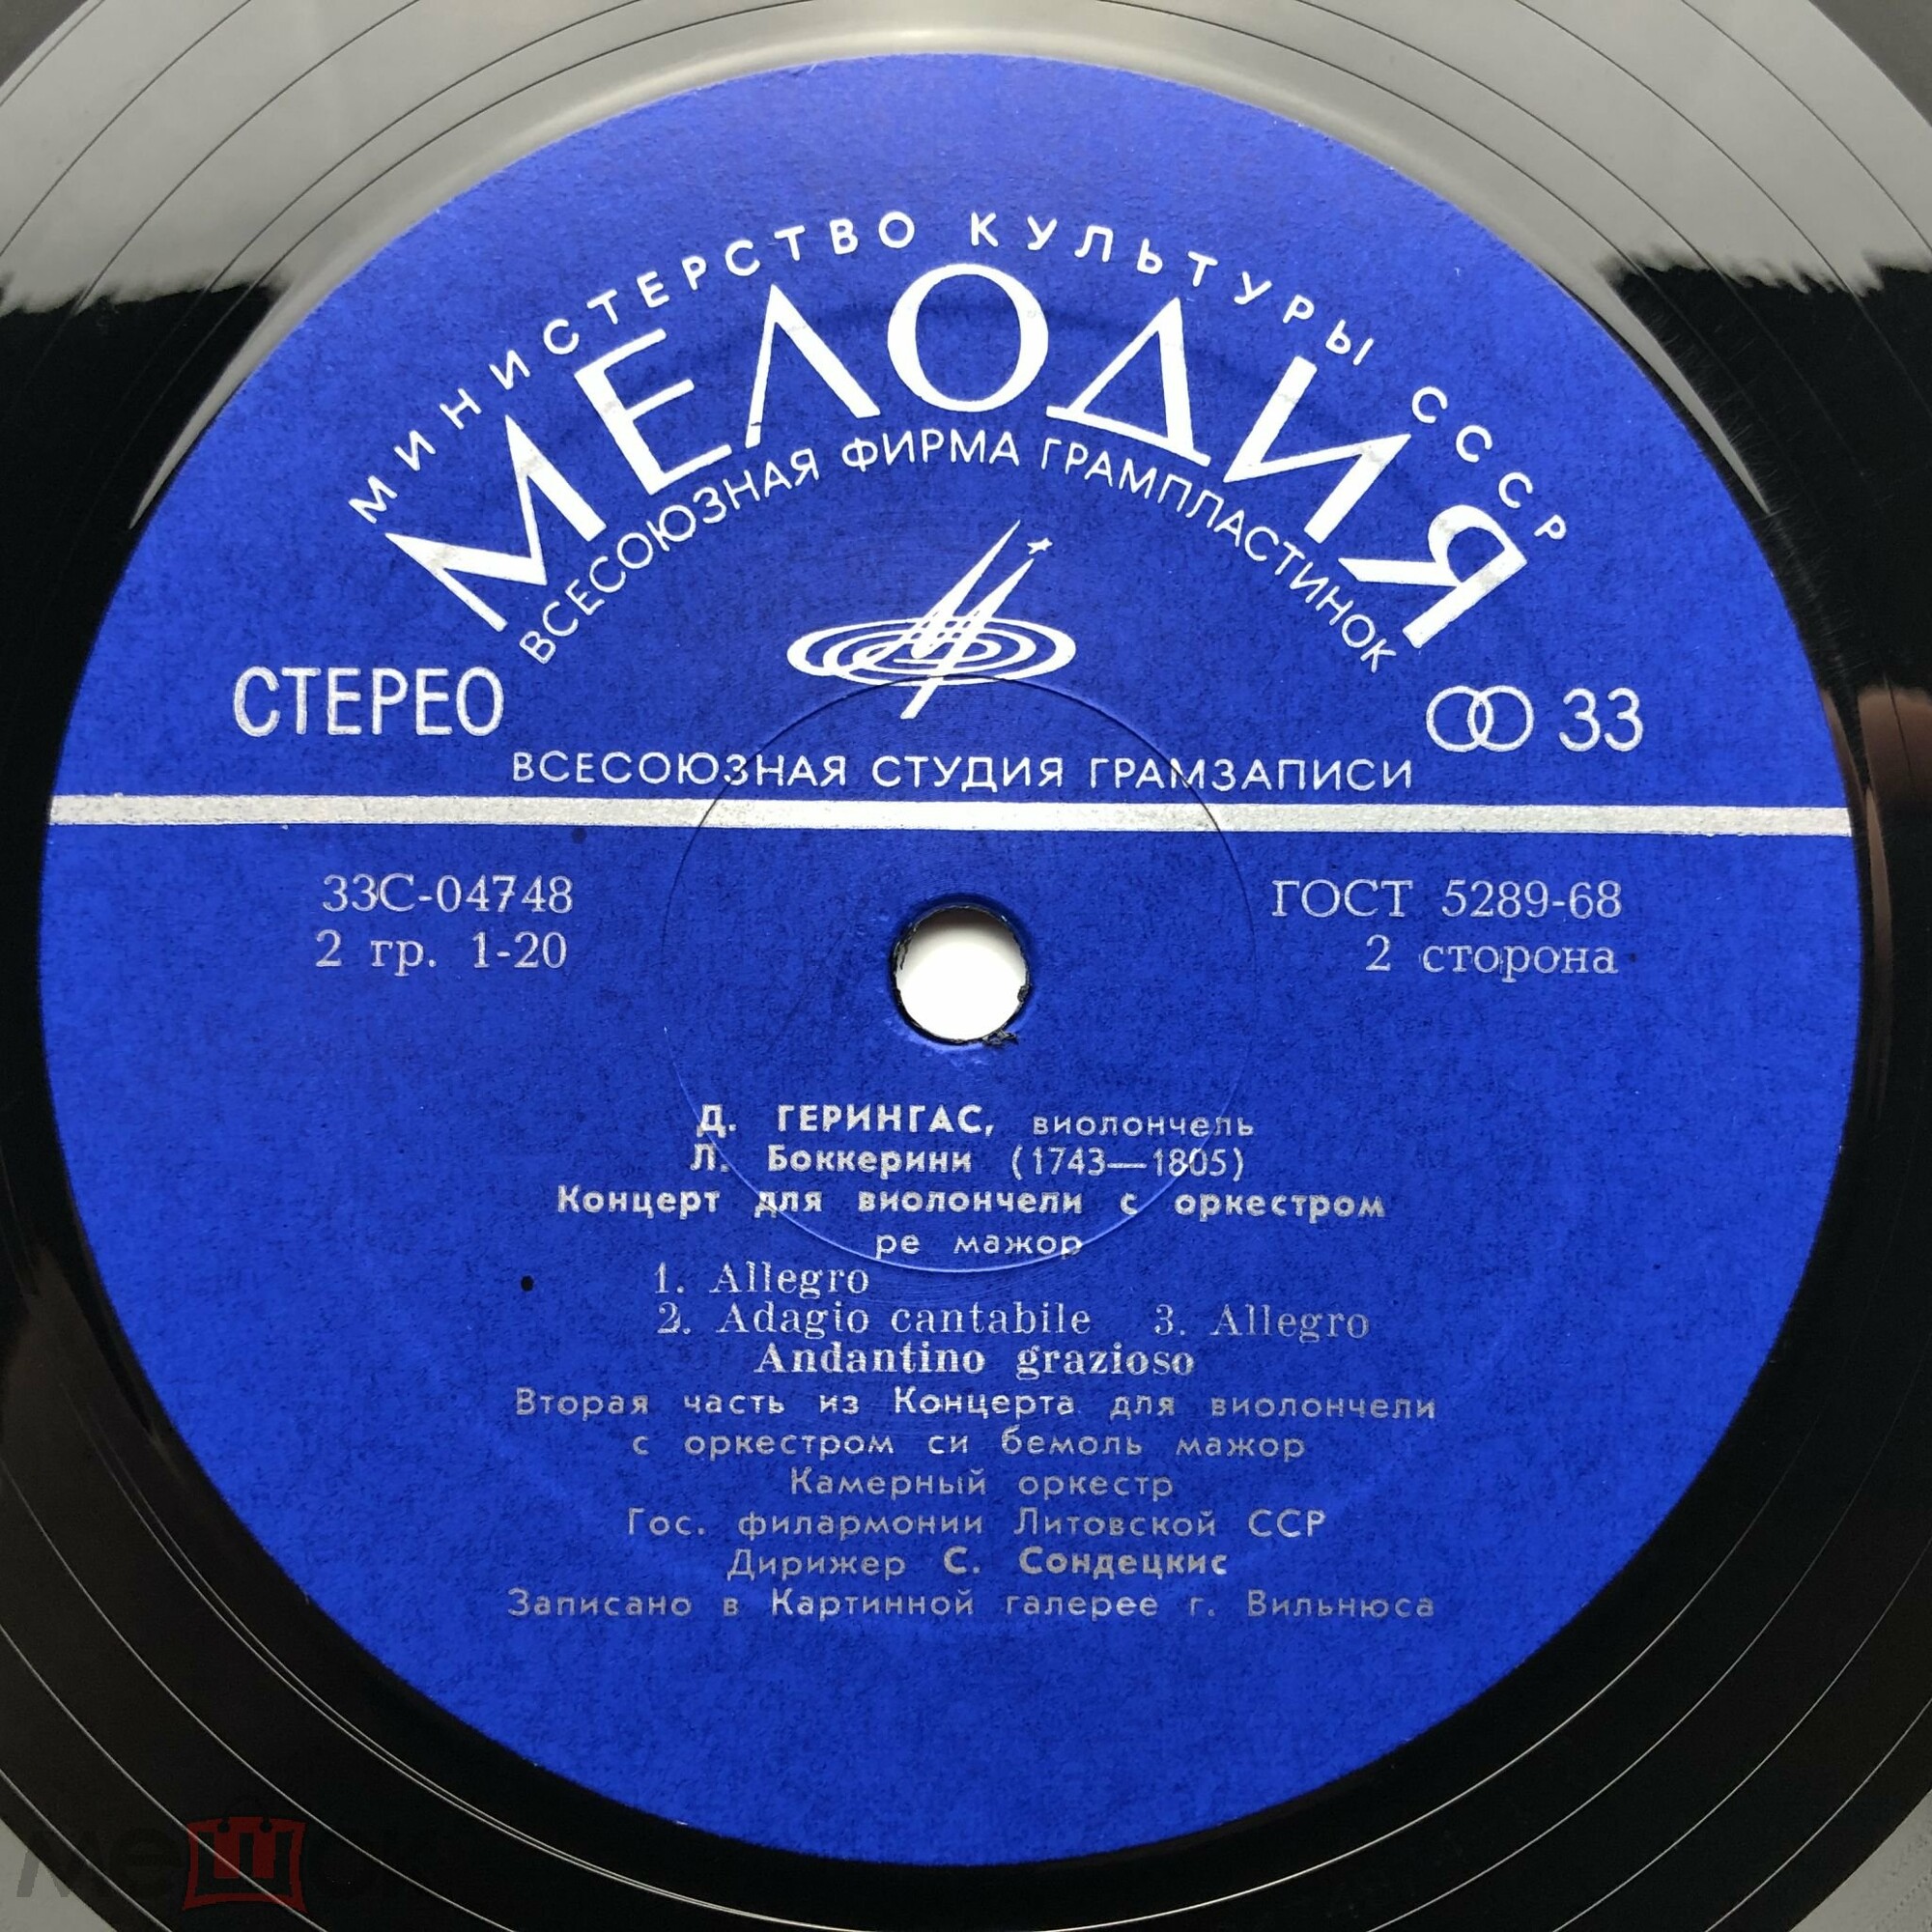 МИНИСТЕРСТВО КУЛЬТУРЫ СССР
МЕЛОДИЯ
ВСЕСОЮЗНАЯ ФИРМА ГРАМПЛАСТИНОК
СТЕРЕО
33
ВСЕСОЮЗНАЯ СТУДИЯ ГРАМЗАПИСИ
33С-04748
ГОСТ 5289-68
2 гр. 1-20
2 сторона
Д. ГЕРИНГАС, виолончель
Л. Боккерини (1743—1805)
Концерт для виолончели с оркестром
ре мажор
1. Allegro
2. Adagio cantabile 3. Allegro
Andantino grazioso
Вторая часть из Концерта для виолончели
с оркестром си бемоль мажор
Камерный оркестр
Гос. филармонии Литовской ССР
Дирижер С. Сондецкис
Записано в Картинной галерее г. Вильнюса
мешок